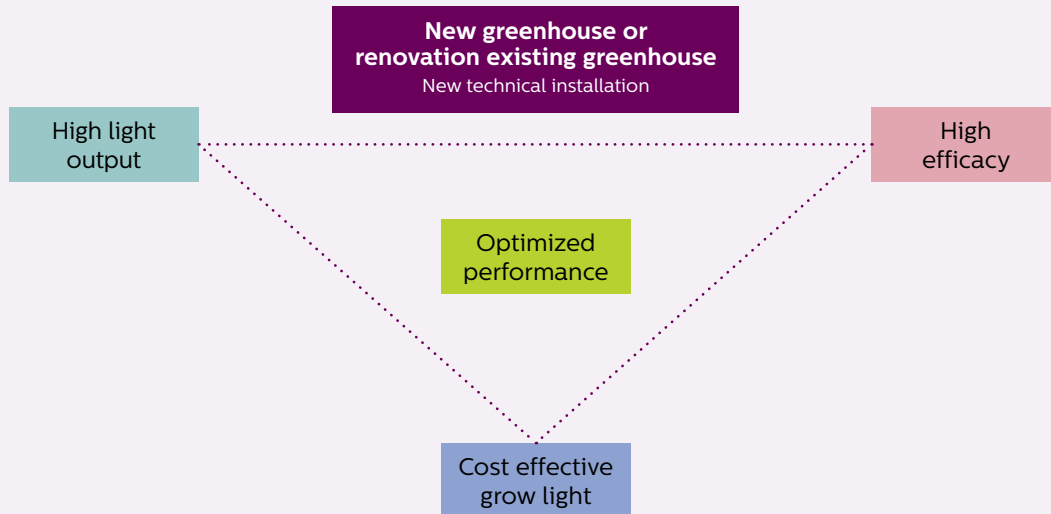 New greenhouse or
renovation existing greenhouse
New technical installation
High light
output
High
efficacy
Optimized
performance
Cost effective
grow light